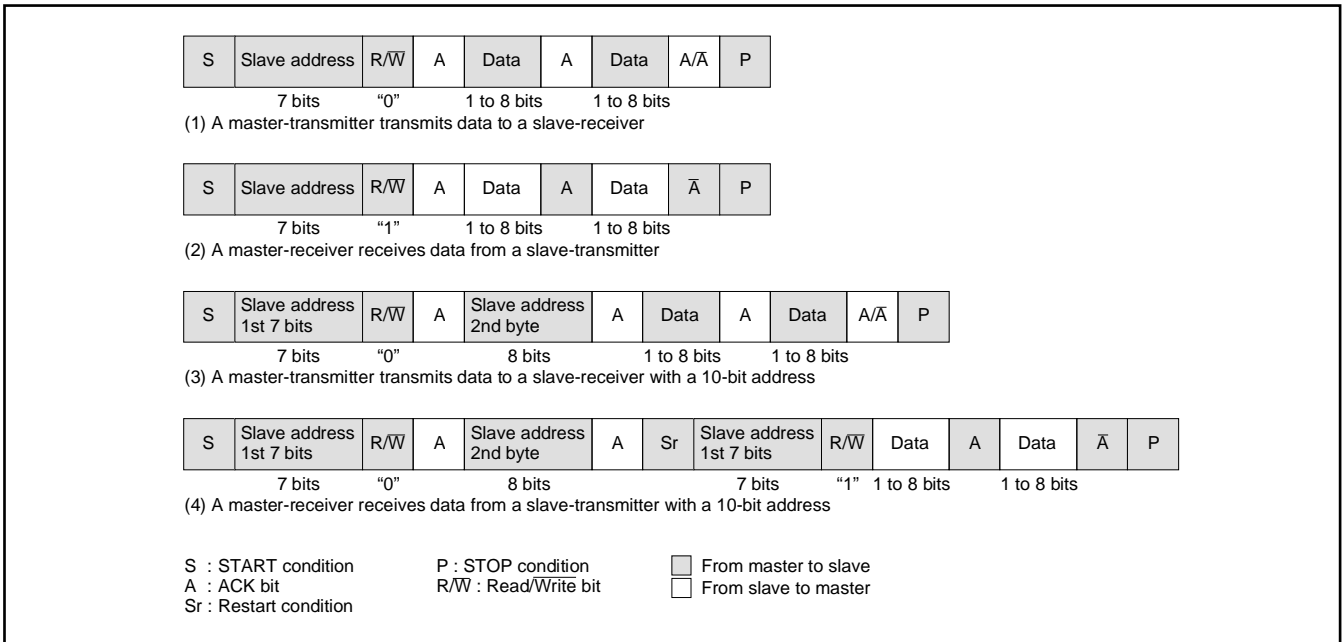 S Slave address R/W̅ A Data A Data A/A̅ P
7 bits “0” 1 to 8 bits 1 to 8 bits
(1) A master-transmitter transmits data to a slave-receiver
S Slave address R/W̅ A Data A Data A̅ P
7 bits “1” 1 to 8 bits 1 to 8 bits
(2) A master-receiver receives data from a slave-transmitter
S Slave address 1st 7 bits R/W̅ A Slave address 2nd byte A Data A Data A/A̅ P
7 bits “0” 8 bits 1 to 8 bits 1 to 8 bits
(3) A master-transmitter transmits data to a slave-receiver with a 10-bit address
S Slave address 1st 7 bits R/W̅ A Slave address 2nd byte A Sr Slave address 1st 7 bits R/W̅ Data A Data A̅ P
7 bits “0” 8 bits 7 bits “1” 1 to 8 bits 1 to 8 bits
(4) A master-receiver receives data from a slave-transmitter with a 10-bit address
S : START condition P : STOP condition From master to slave
A : ACK bit R/W̅ : Read/W̅r̅i̅t̅e̅ bit From slave to master
Sr : Restart condition